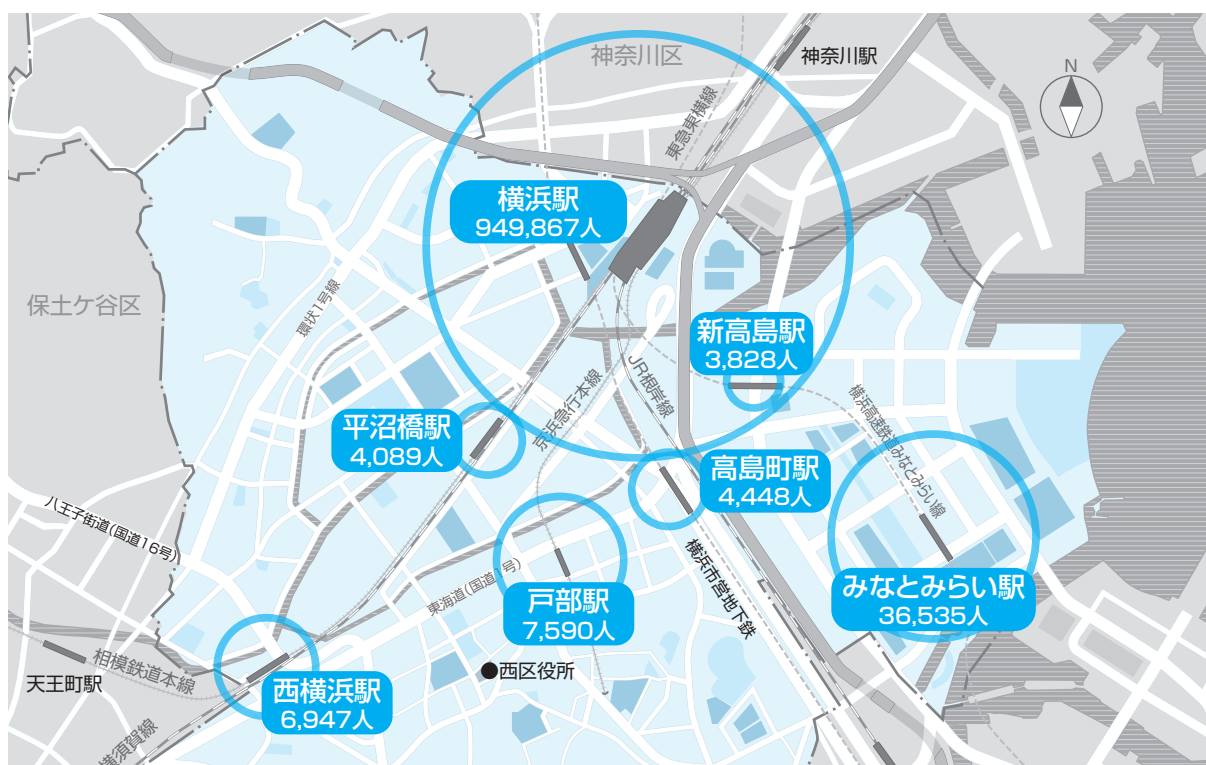 神奈川区
神奈川駅
N
東急東横線
横浜駅
949,867人
保土ケ谷区
環状1号線
新高島駅
3,828人
JR根岸線
京浜急行本線
横浜高速鉄道みなとみらい線
平沼橋駅
4,089人
高島町駅
4,448人
八王子街道(国道16号)
東海道(国道1号)
横浜市営地下鉄
戸部駅
7,590人
みなとみらい駅
36,535人
相模鉄道本線
天王町駅
西区役所
西横浜駅
6,947人
横須賀線